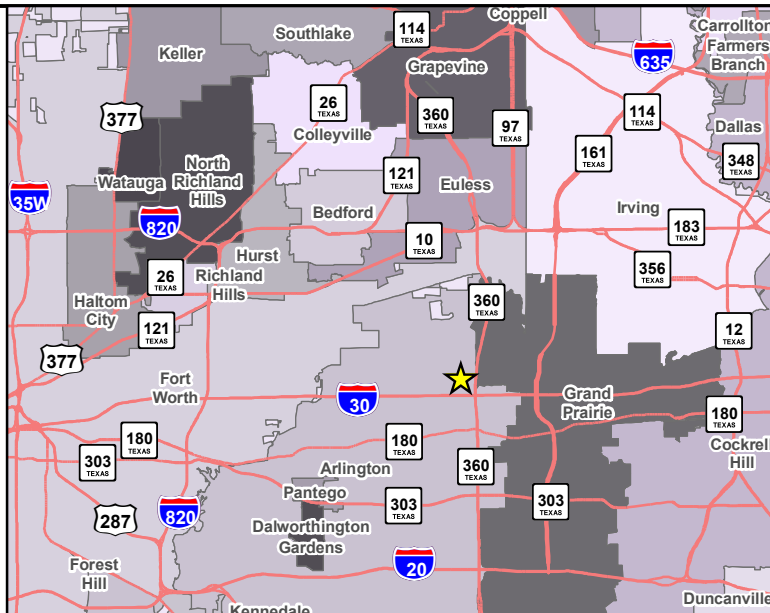 Coppell
Southlake
114
TEXAS
Carrollton
Farmers
Branch
Keller
635
Grapevine
26
TEXAS
377
360
TEXAS
114
TEXAS
97
TEXAS
Colleyville
Dallas
161
TEXAS
348
TEXAS
North
Richland
Hills
Watauga
121
TEXAS
Euless
35W
820
Bedford
Irving
183
TEXAS
10
TEXAS
Hurst
356
TEXAS
26
TEXAS
Richland
Hills
360
TEXAS
Haltom
City
121
TEXAS
12
TEXAS
377
Fort
Worth
30
Grand
Prairie
180
TEXAS
180
TEXAS
180
TEXAS
Cockrell
Hill
303
TEXAS
Arlington
360
TEXAS
Pantego
303
TEXAS
303
TEXAS
287
820
Dalworthington
Gardens
Forest
Hill
20
Duncanville
Kennedale